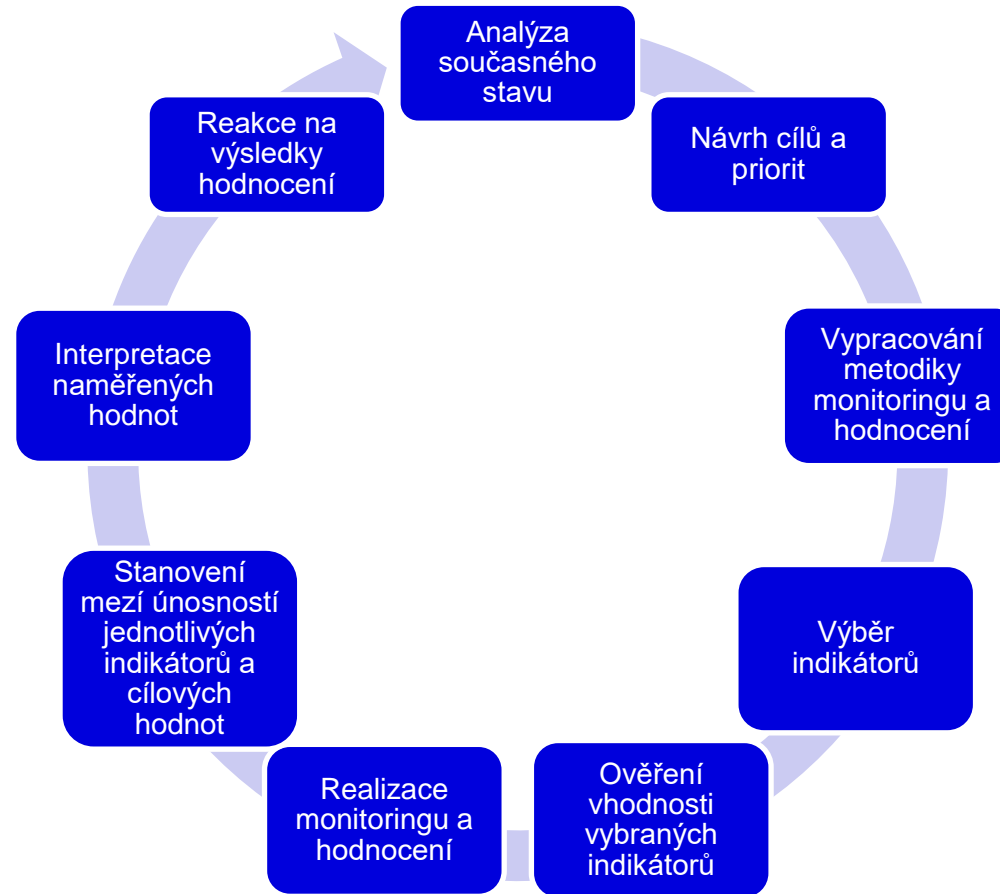 Analýza
současného
stavu
Návrh cílů a
priorit
Vypracování
metodiky
monitoringu a
hodnocení
Výběr
indikátorů
Ověření
vhodnosti
vybraných
indikátorů
Realizace
monitoringu a
hodnocení
Stanovení
mezí únosností
jednotlivých
indikátorů a
cílových
hodnot
Interpretace
naměřených
hodnot
Reakce na
výsledky
hodnocení